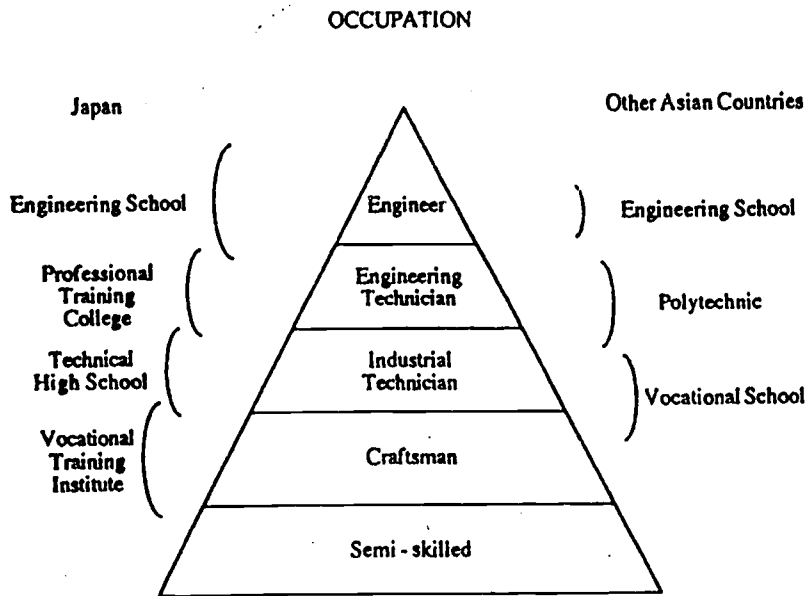 OCCUPATION
Japan
Other Asian Countries
Engineering School
Engineer
Engineering School
Professional
Training
College
Engineering
Technician
Polytechnic
Technical
High School
Industrial
Technician
Vocational School
Vocational
Training
Institute
Craftsman
Semi - skilled